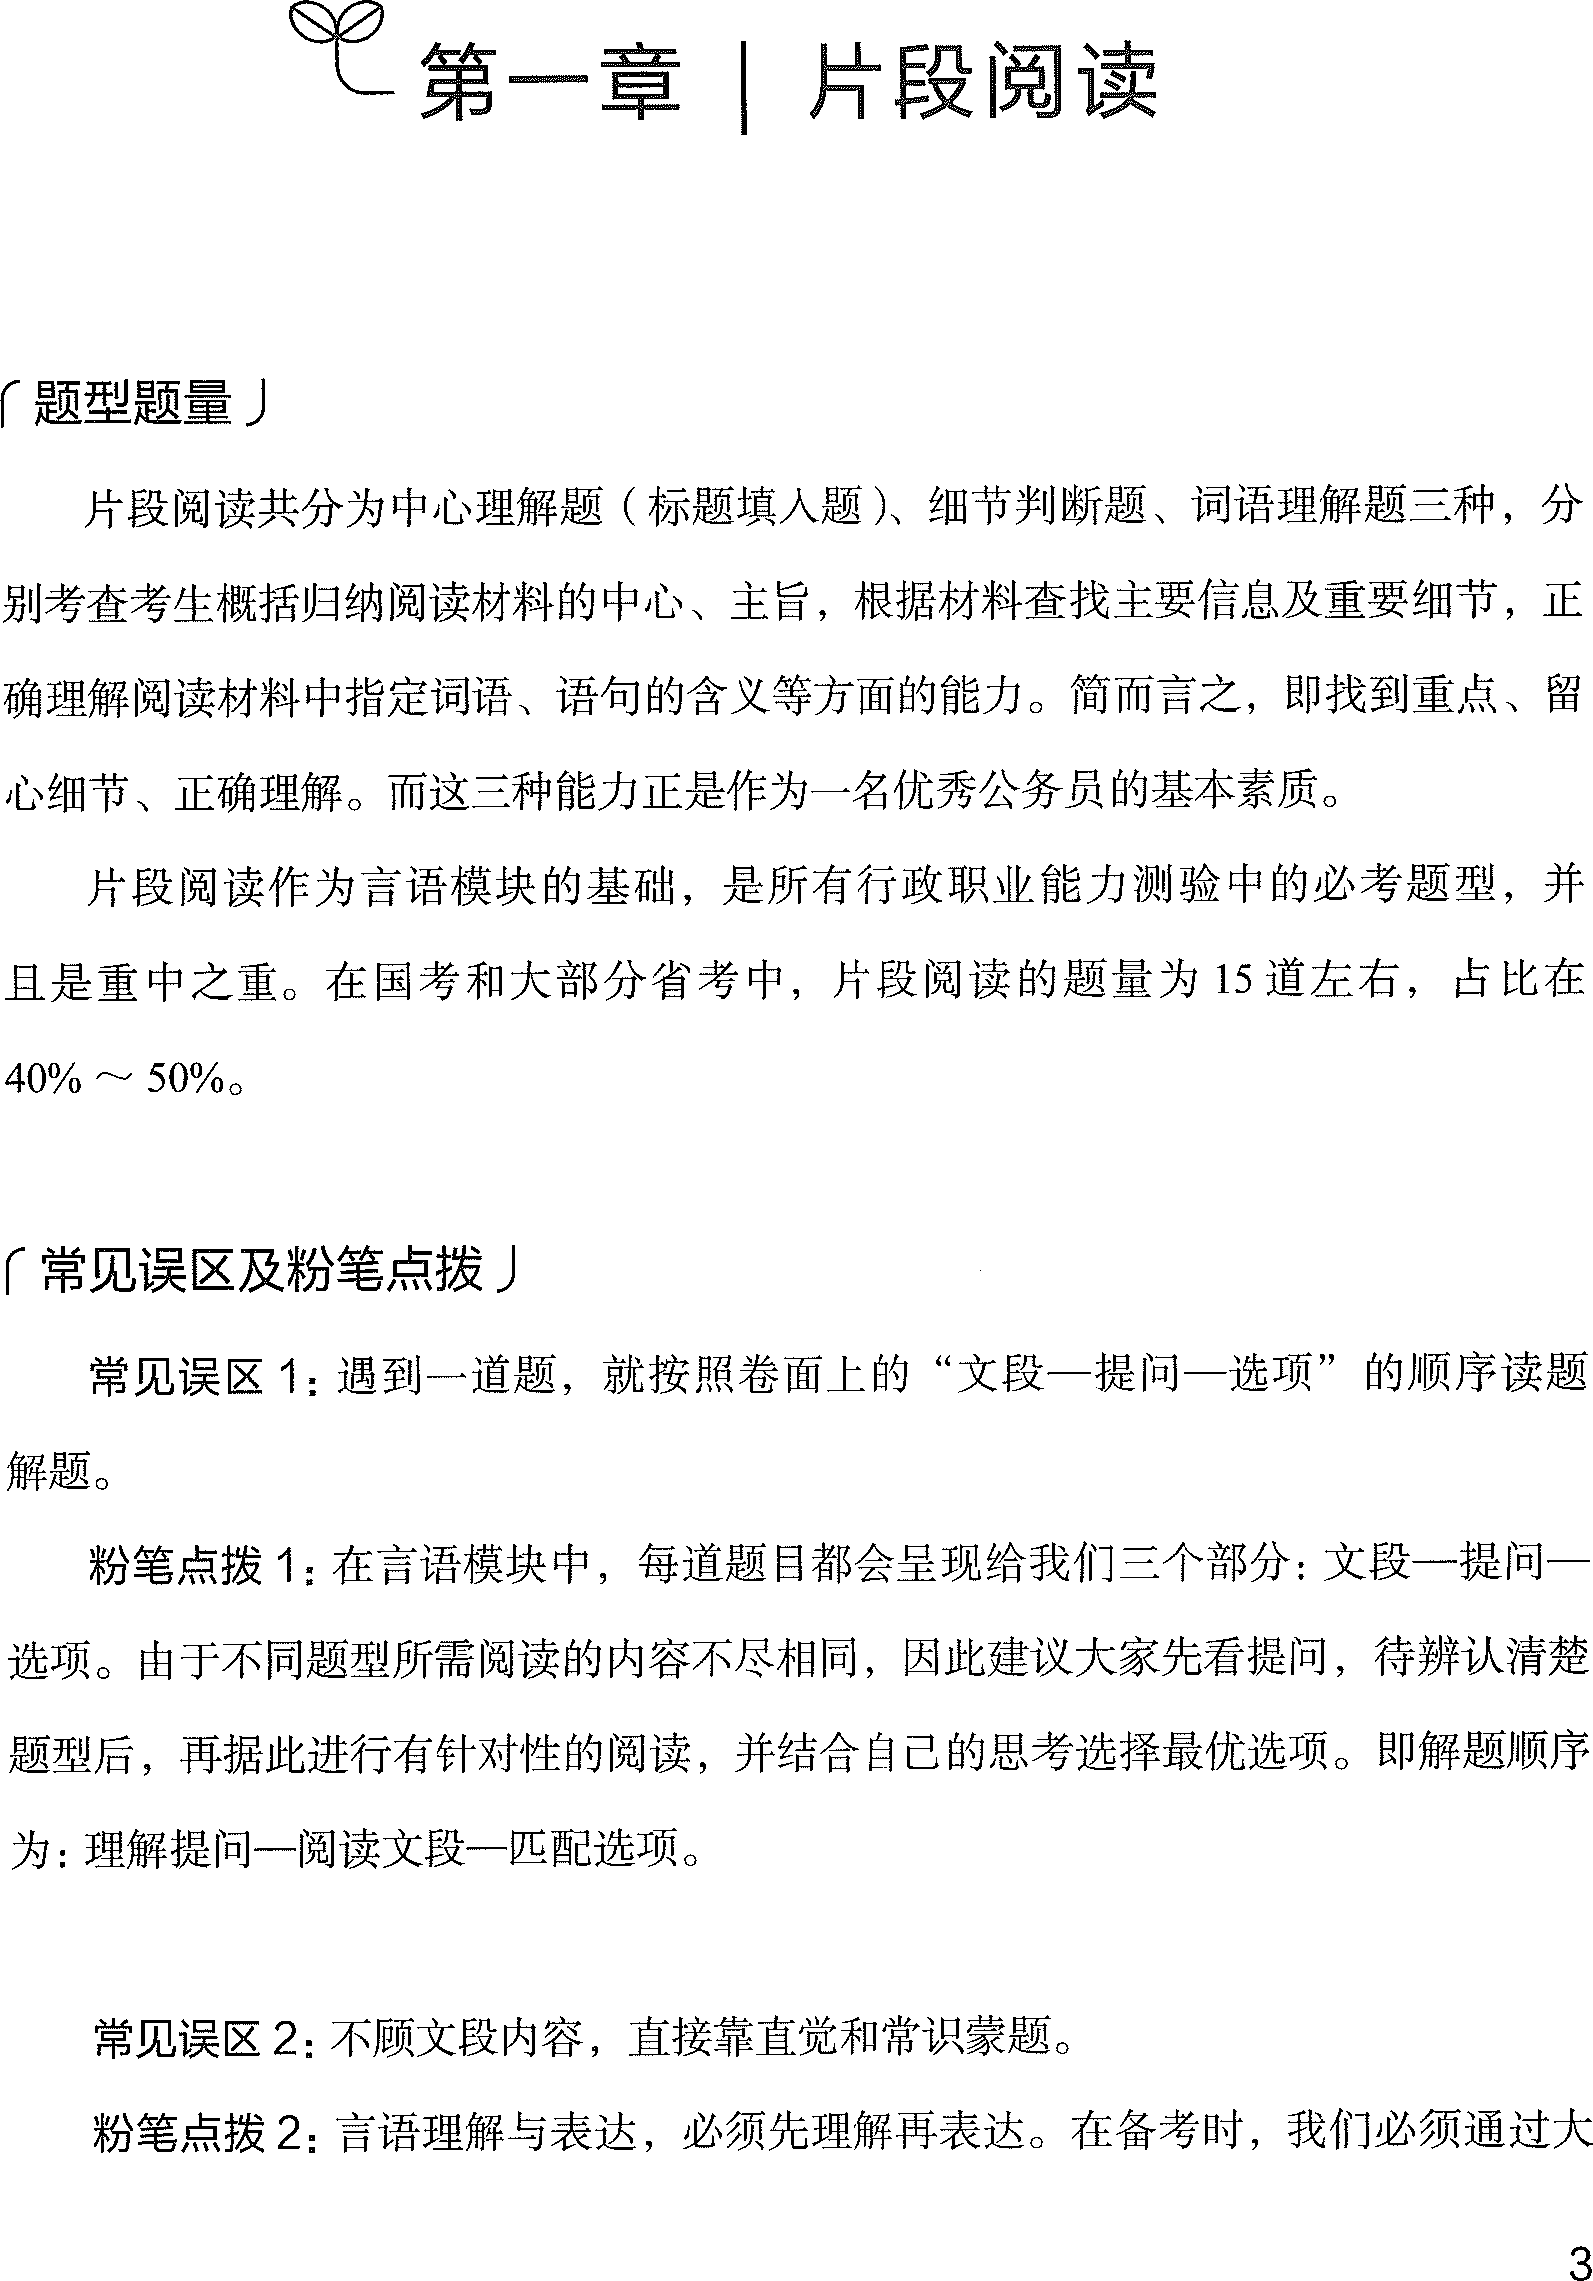 第一章 | 片段阅读
题型题量
片段阅读共分为中心理解题（标题填入题）、细节判断题、词语理解题三种，分
别考查考生概括归纳阅读材料的中心、主旨，根据材料查找主要信息及重要细节，正
确理解阅读材料中指定词语、语句的含义等方面的能力。简而言之，即找到重点、留
心细节、正确理解。而这三种能力正是作为一名优秀公务员的基本素质。
片段阅读作为言语模块的基础，是所有行政职业能力测验中的必考题型，并
且是重中之重。在国考和大部分省考中，片段阅读的题量为 15 道左右，占比在
40% ～ 50%。
常见误区及粉笔点拨
常见误区 1：遇到一道题，就按照卷面上的“文段—提问—选项”的顺序读题
解题。
粉笔点拨 1：在言语模块中，每道题目都会呈现给我们三个部分：文段—提问—
选项。由于不同题型所需阅读的内容不尽相同，因此建议大家先看提问，待辨认清楚
题型后，再据此进行有针对性的阅读，并结合自己的思考选择最优选项。即解题顺序
为：理解提问—阅读文段—匹配选项。
常见误区 2：不顾文段内容，直接靠直觉和常识蒙题。
粉笔点拨 2：言语理解与表达，必须先理解再表达。在备考时，我们必须通过大
3